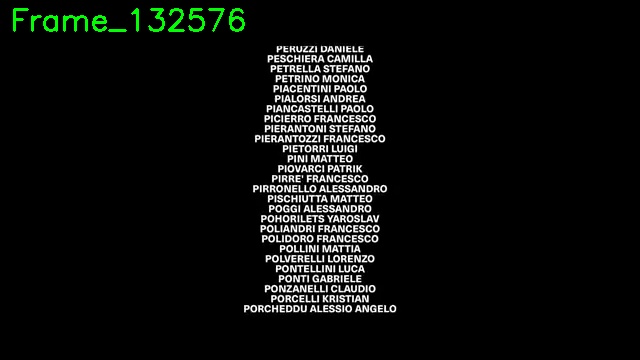 Frame_132576
PERUZZI DANIELE
PESCHIERA CAMILLA
PETRELLA STEFANO
PETRINO MONICA
PIACENTINI PAOLO
PIALORSI ANDREA
PIANCASTELLI PAOLO
PICIERRO FRANCESCO
PIERANTONI STEFANO
PIERANTOZZI FRANCESCO
PIETORRI LUIGI
PINI MATTEO
PIOVARCI PATRIK
PIRRE' FRANCESCO
PIRRONELLO ALESSANDRO
PISCHIUTTA MATTEO
POGGI ALESSANDRO
POHORILETS YAROSLAV
POLIANDRI FRANCESCO
POLIDORO FRANCESCO
POLLINI MATTIA
POLVERELLI LORENZO
PONTELLINI LUCA
PONTI GABRIELE
PONZANELLI CLAUDIO
PORCELLI KRISTIAN
PORCHEDDU ALESSIO ANGELO